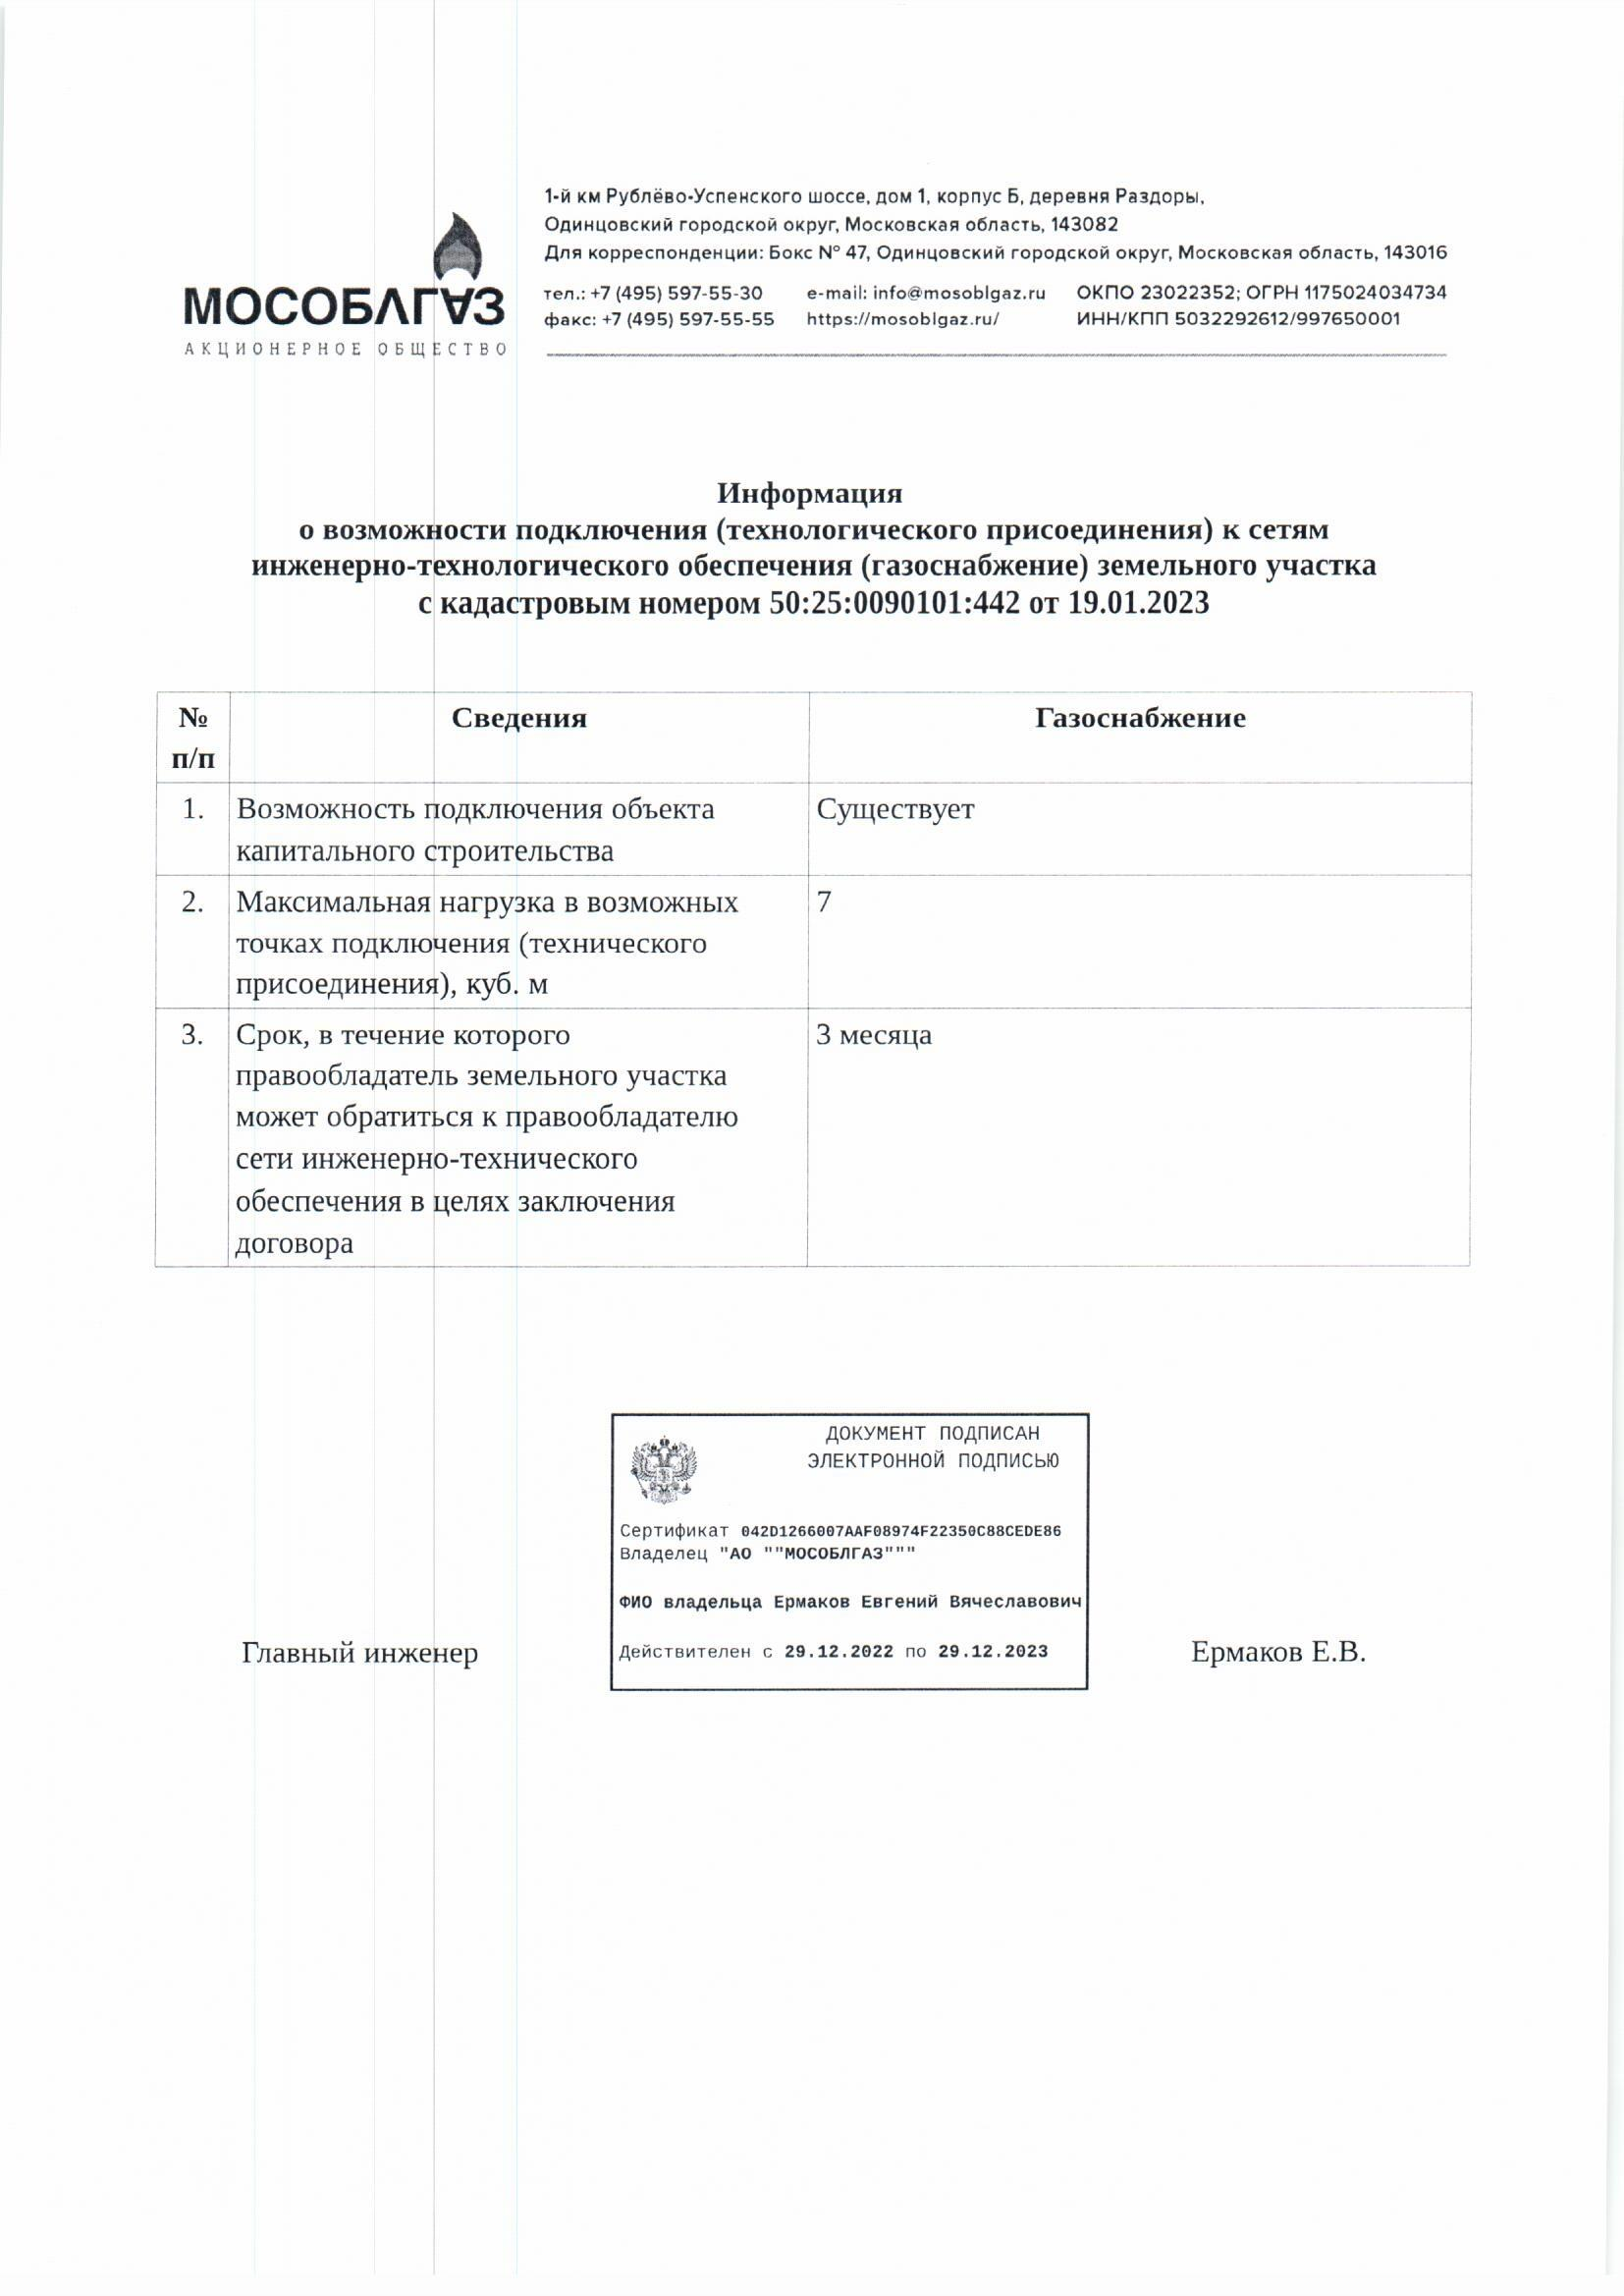 1-й км Рублёво-Успенского шоссе, дом 1, корпус Б, деревня Раздоры,
Одинцовский городской округ, Московская область, 143082
Для корреспонденции: Бокс № 47, Одинцовский городской округ, Московская область, 143016
тел.: +7 (495) 597-55-30 e-mail: info@mosoblgaz.ru ОКПО 23022352; ОГРН 1175024034734
факс: +7 (495) 597-55-55 https://mosoblgaz.ru/ ИНН/КПП 5032292612/997650001
МОСОБЛГАЗ
АКЦИОНЕРНОЕ ОБЩЕСТВО
Информация
о возможности подключения (технологического присоединения) к сетям
инженерно-технологического обеспечения (газоснабжение) земельного участка
с кадастровым номером 50:25:0090101:442 от 19.01.2023
№ п/п
Сведения
Газоснабжение
1.
Возможность подключения объекта
капитального строительства
Существует
2.
Максимальная нагрузка в возможных
точках подключения (технического
присоединения), куб. м
7
3.
Срок, в течение которого
правообладатель земельного участка
может обратиться к правообладателю
сети инженерно-технического
обеспечения в целях заключения
договора
3 месяца
ДОКУМЕНТ ПОДПИСАН
ЭЛЕКТРОННОЙ ПОДПИСЬЮ
Сертификат 042D1266007AAF08974F22350C88CEDE86
Владелец "АО ""МОСОБЛГАЗ"""
ФИО владельца Ермаков Евгений Вячеславович
Действителен с 29.12.2022 по 29.12.2023
Главный инженер
Ермаков Е.В.